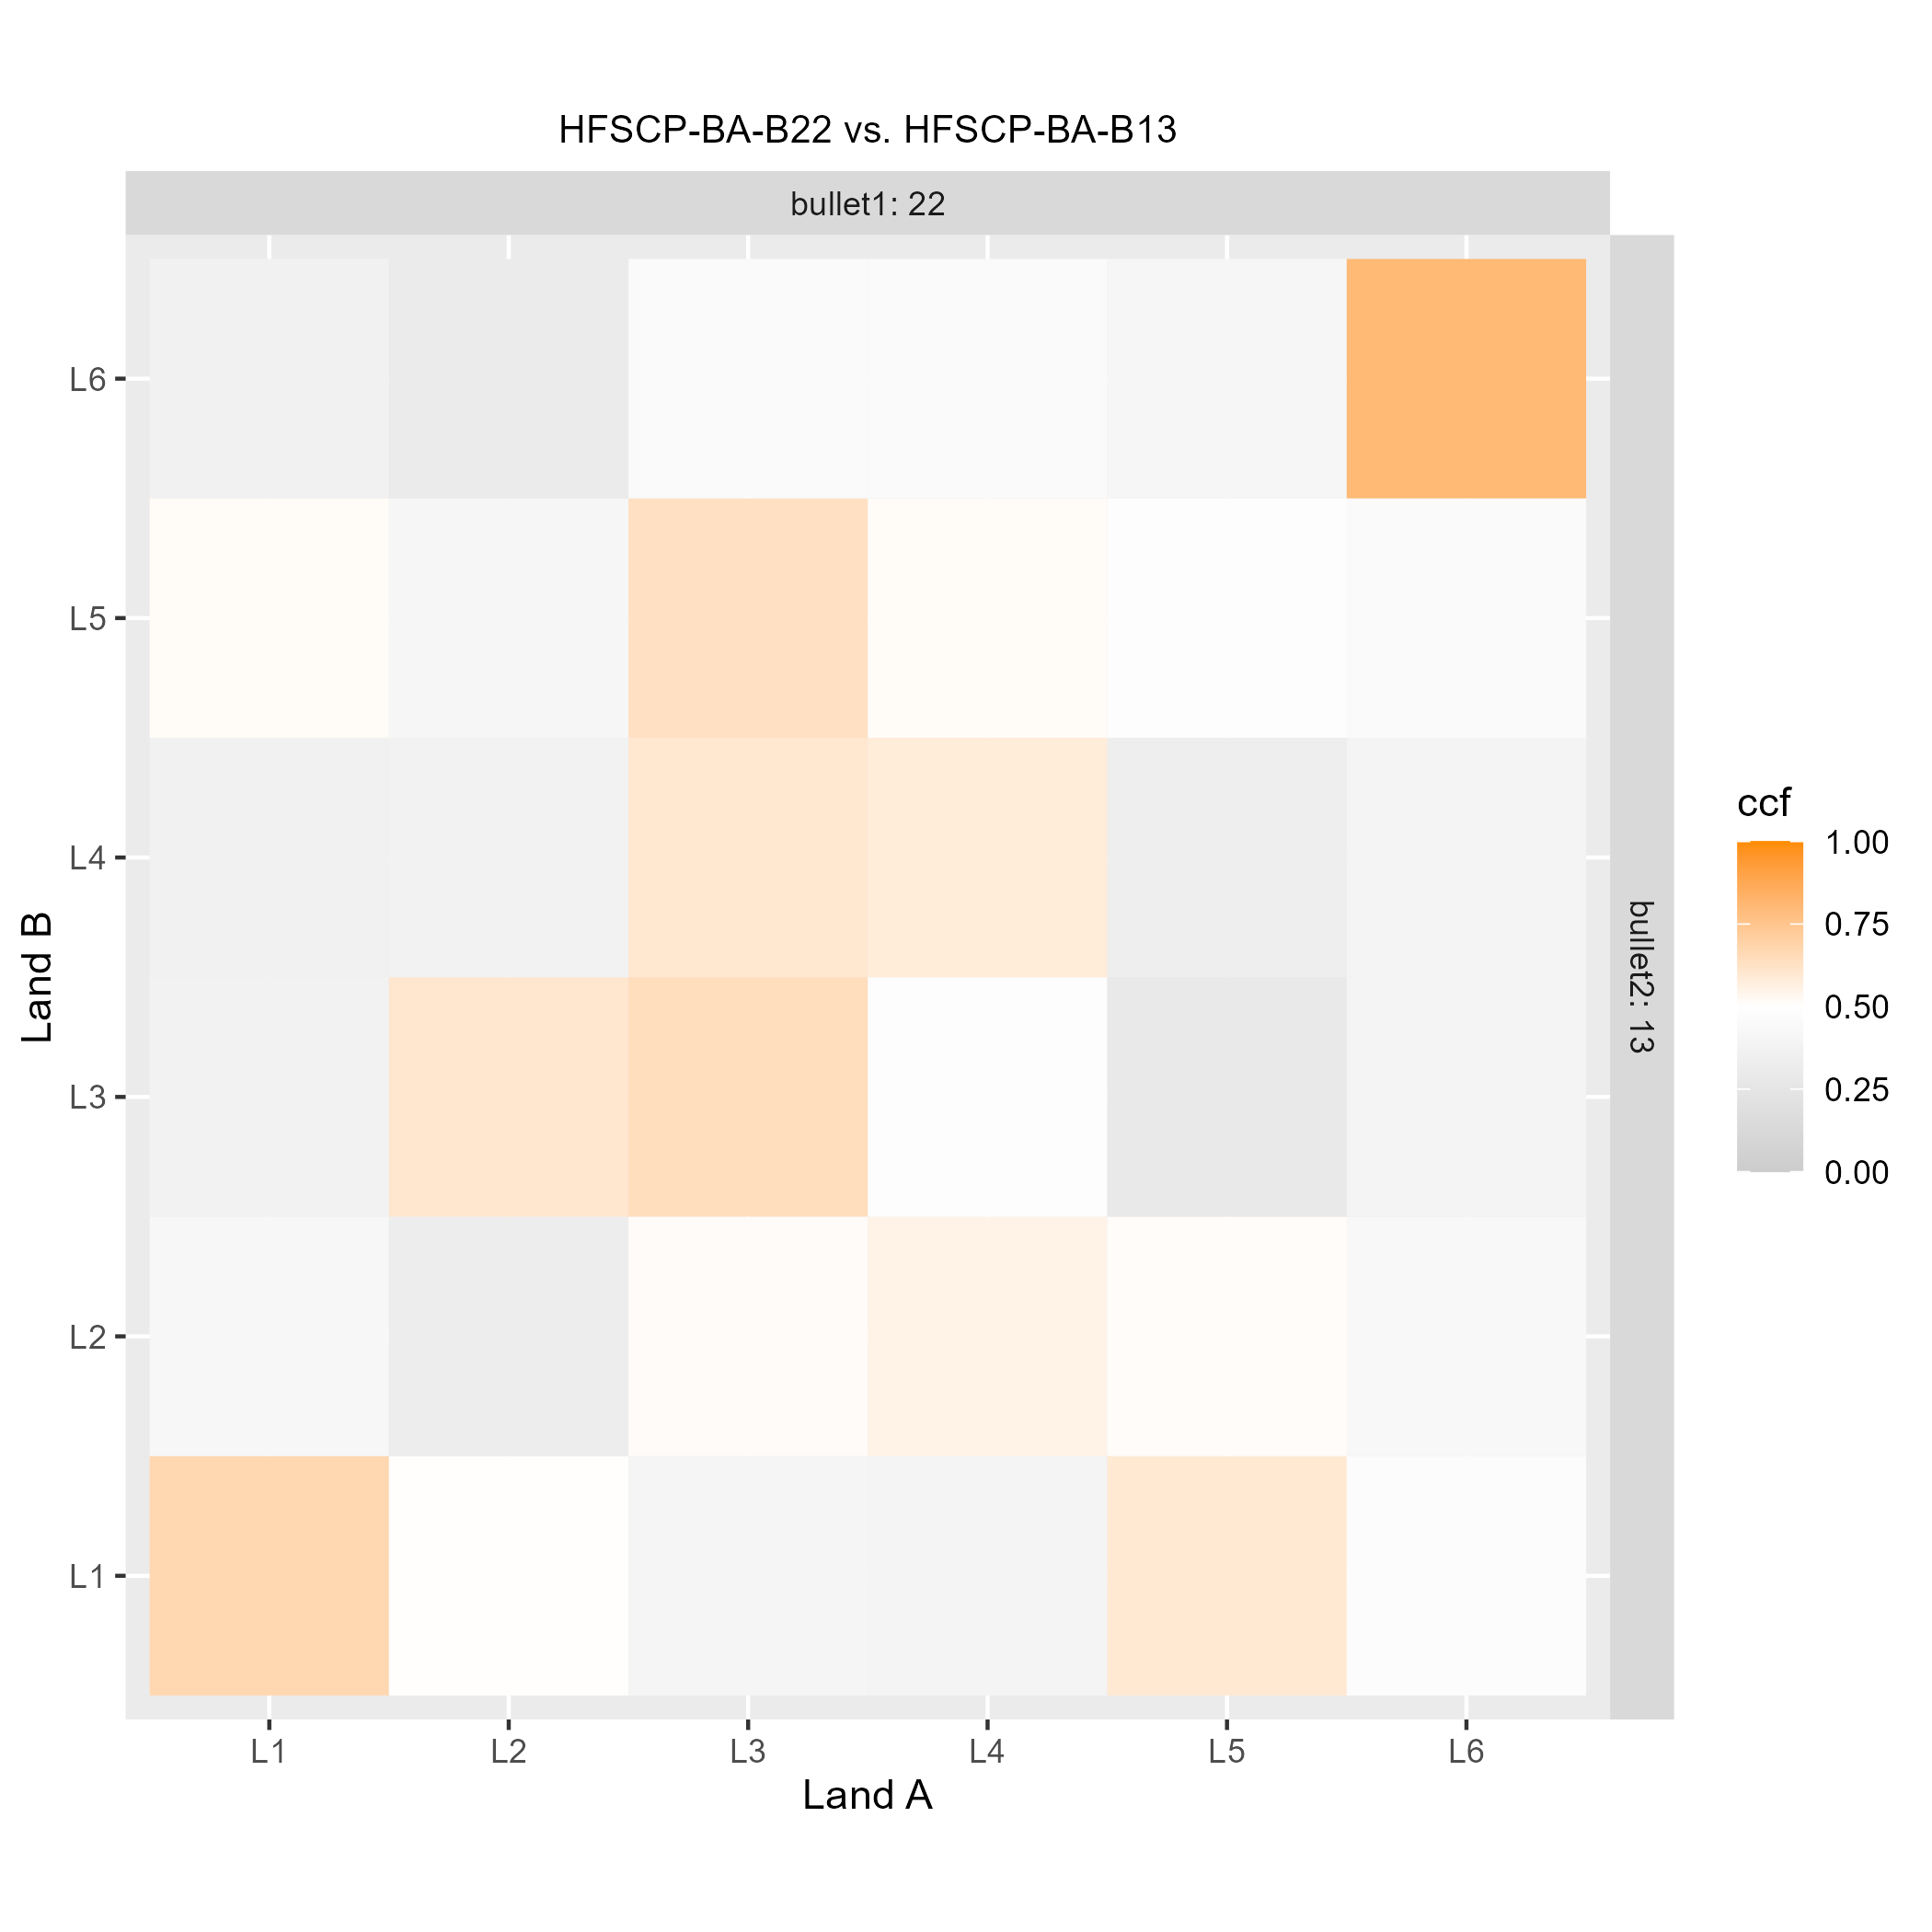 HFSCP-BA-B22 vs. HFSCP-BA-B13
bullet1: 22
L6
L5
L4
L3
L2
L1
Land B
bullet2: 13
L1 L2 L3 L4 L5 L6
Land A
ccf
1.00
0.75
0.50
0.25
0.00